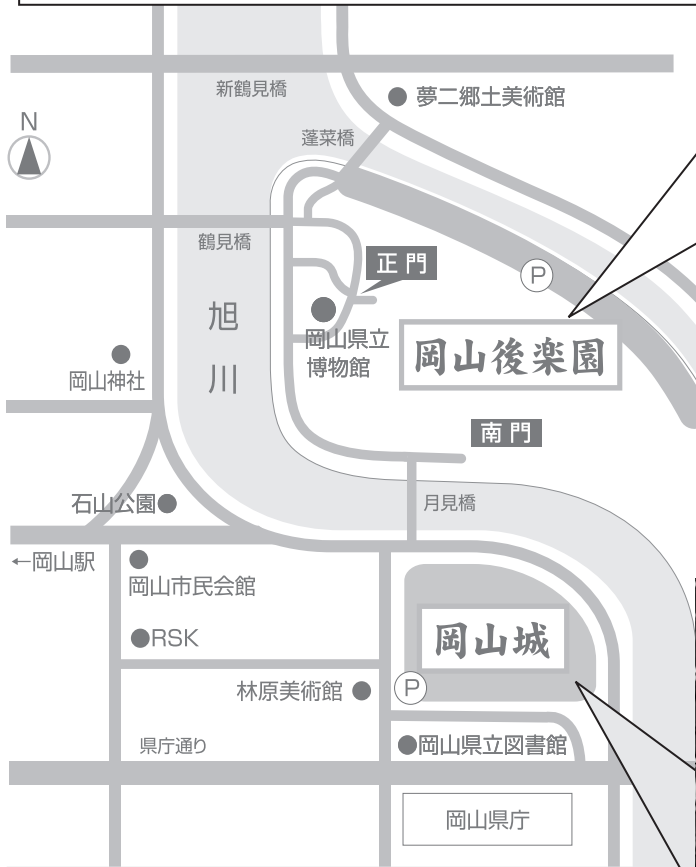 新鶴見橋
夢二郷土美術館
N
蓬菜橋
鶴見橋
正門
P
旭川
岡山県立
博物館
岡山後楽園
岡山神社
南門
石山公園
月見橋
←岡山駅
岡山市民会館
岡山城
RSK
林原美術館
P
県庁通り
岡山県立図書館
岡山県庁